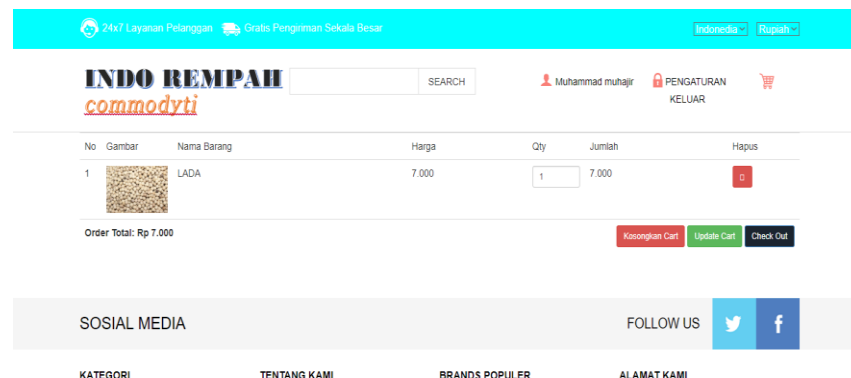 24x7 Layanan Pelanggan Gratis Pengiriman Sekala Besar Indonedia Rupiah
INDO REMPAH
commodyti
SEARCH
Muhammad muhajir
PENGATURAN
KELUAR
No Gambar Nama Barang Harga Qty Jumlah Hapus
1 LADA 7.000 1 7.000
Order Total: Rp 7.000 Kosongkan Cart Update Cart Check Out
SOSIAL MEDIA FOLLOW US
KATEGORI TENTANG KAMI BRANDS POPULER ALAMAT KAMI